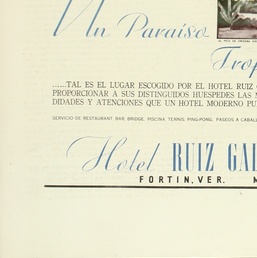 Un Paraíso
Trop
......TAL ES EL LUGAR ESCOGIDO POR EL HOTEL RUIZ
PROPORCIONAR A SUS DISTINGUIDOS HUESPEDES LAS
DIDADES Y ATENCIONES QUE UN HOTEL MODERNO PU
SERVICIO DE RESTAURANT, BAR, BRIDGE, PISCINA, TENNIS, PING-PONG, PASEOS A CABAL
Hotel RUIZ GAL
FORTIN, VER. M